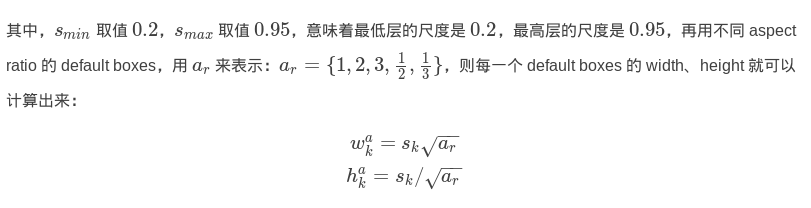 其中，s_{min} 取值 0.2，s_{max} 取值 0.95，意味着最低层的尺度是 0.2，最高层的尺度是 0.95，再用不同 aspect
ratio 的 default boxes，用 a_r 来表示：a_r = {1, 2, 3, \frac{1}{2}, \frac{1}{3}}，则每一个 default boxes 的 width、height 就可以
计算出来：
w_k^a = s_k\sqrt{a_r}
h_k^a = s_k/\sqrt{a_r}